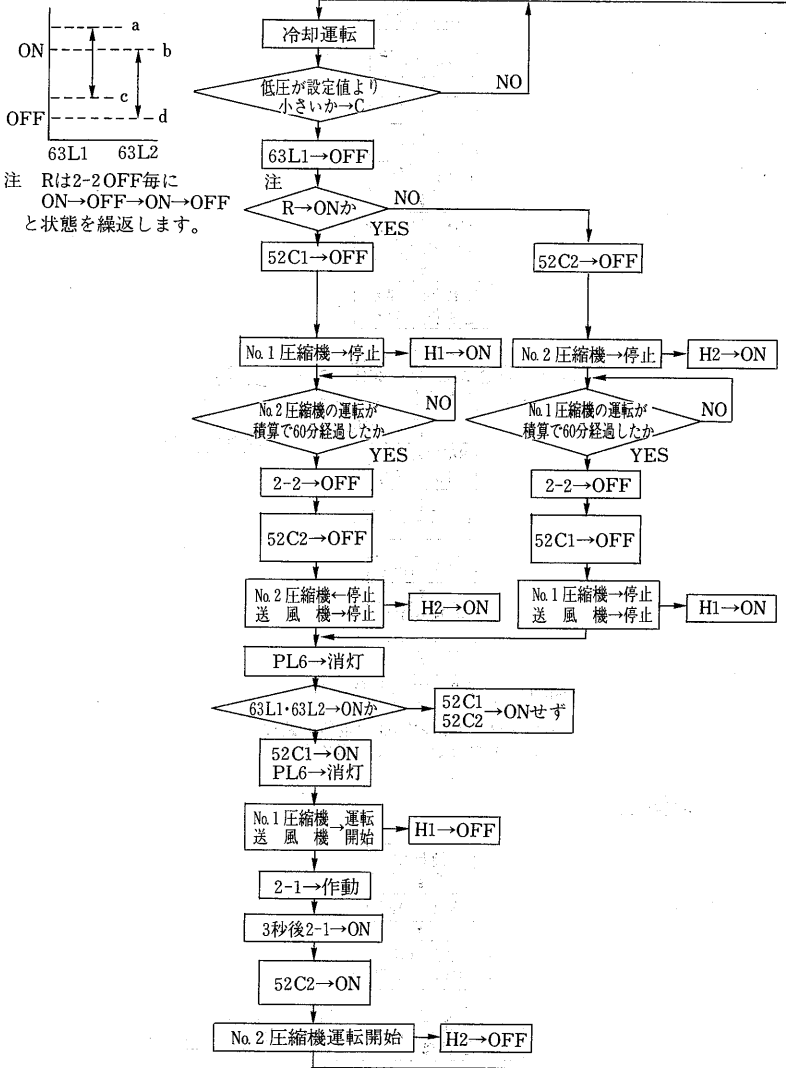 a
ON
b
c
OFF
d
63L1 63L2
注 Rは2-2OFF毎に
ON→OFF→ON→OFF
と状態を繰返します。
冷却運転
低圧が設定値より
小さいか→C
NO
63L1→OFF
注
R→ONか
NO
YES
52C1→OFF
52C2→OFF
No.1圧縮機→停止
H1→ON
No.2圧縮機→停止
H2→ON
No.2圧縮機の運転が
積算で60分経過したか
NO
YES
No.1圧縮機の運転が
積算で60分経過したか
NO
YES
2-2→OFF
2-2→OFF
52C2→OFF
52C1→OFF
No.2圧縮機←停止
送風機→停止
H2→ON
No.1圧縮機→停止
送風機→停止
H1→ON
PL6→消灯
63L1・63L2→ONか
52C1
52C2→ONせず
52C1→ON
PL6→消灯
No.1圧縮機→運転
送風機 開始
H1→OFF
2-1→作動
3秒後2-1→ON
52C2→ON
No.2圧縮機運転開始
H2→OFF